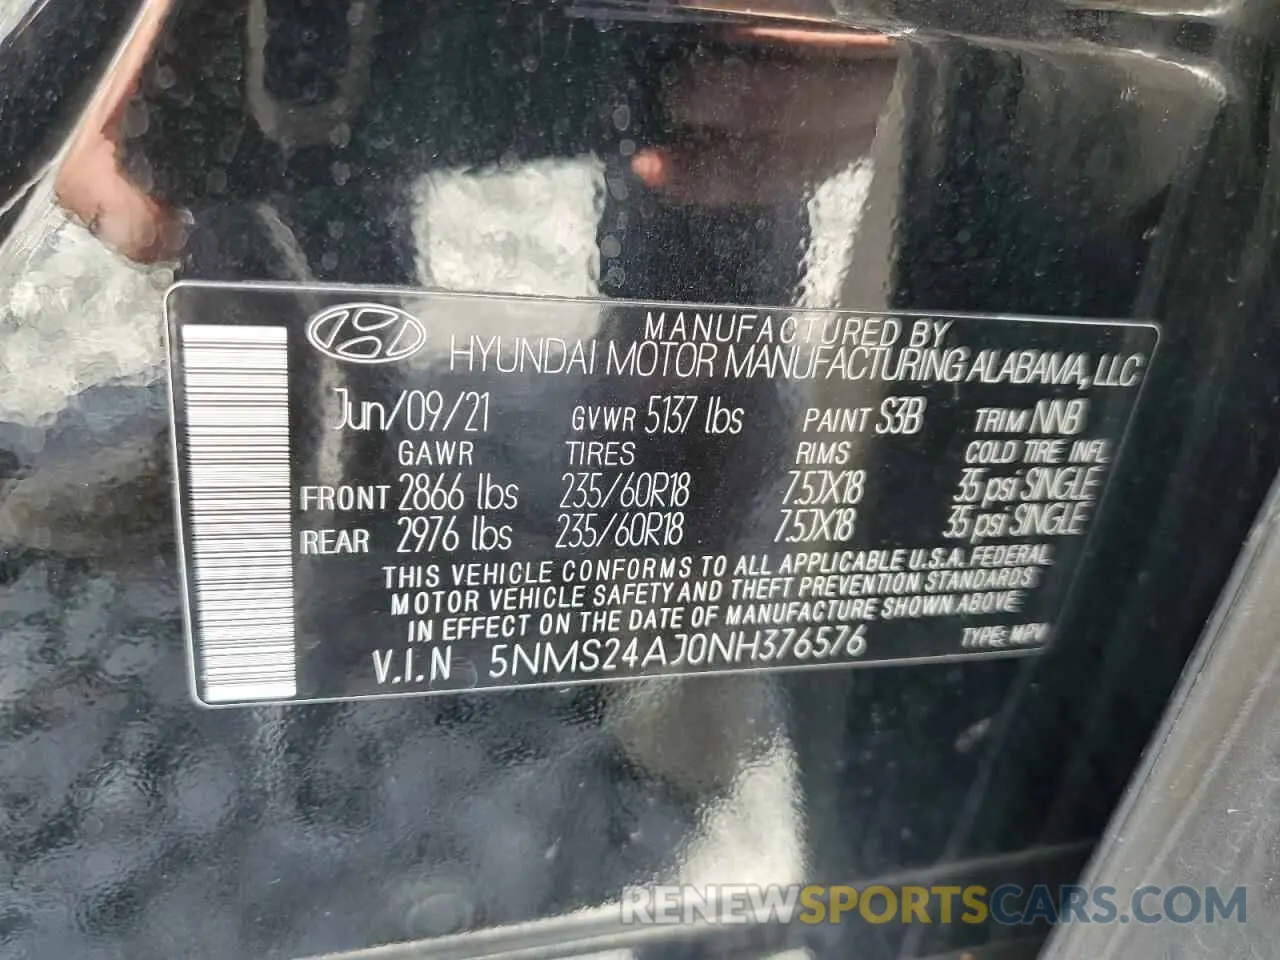 MANUFACTURED BY
HYUNDAI MOTOR MANUFACTURING ALABAMA, LLC
Jun/09/21 GVWR 5137 lbs PAINT S3B TRIM NNB
GAWR TIRES RIMS COLD TIRE INFL
FRONT 2866 lbs 235/60R18 7.5JX18 35 psi SINGLE
REAR 2976 lbs 235/60R18 7.5JX18 35 psi SINGLE
THIS VEHICLE CONFORMS TO ALL APPLICABLE U.S.A. FEDERAL
MOTOR VEHICLE SAFETY AND THEFT PREVENTION STANDARDS
IN EFFECT ON THE DATE OF MANUFACTURE SHOWN ABOVE
V.I.N 5NMS24AJ0NH376576 TYPE: MPV
RENEWSPORTSCARS.COM